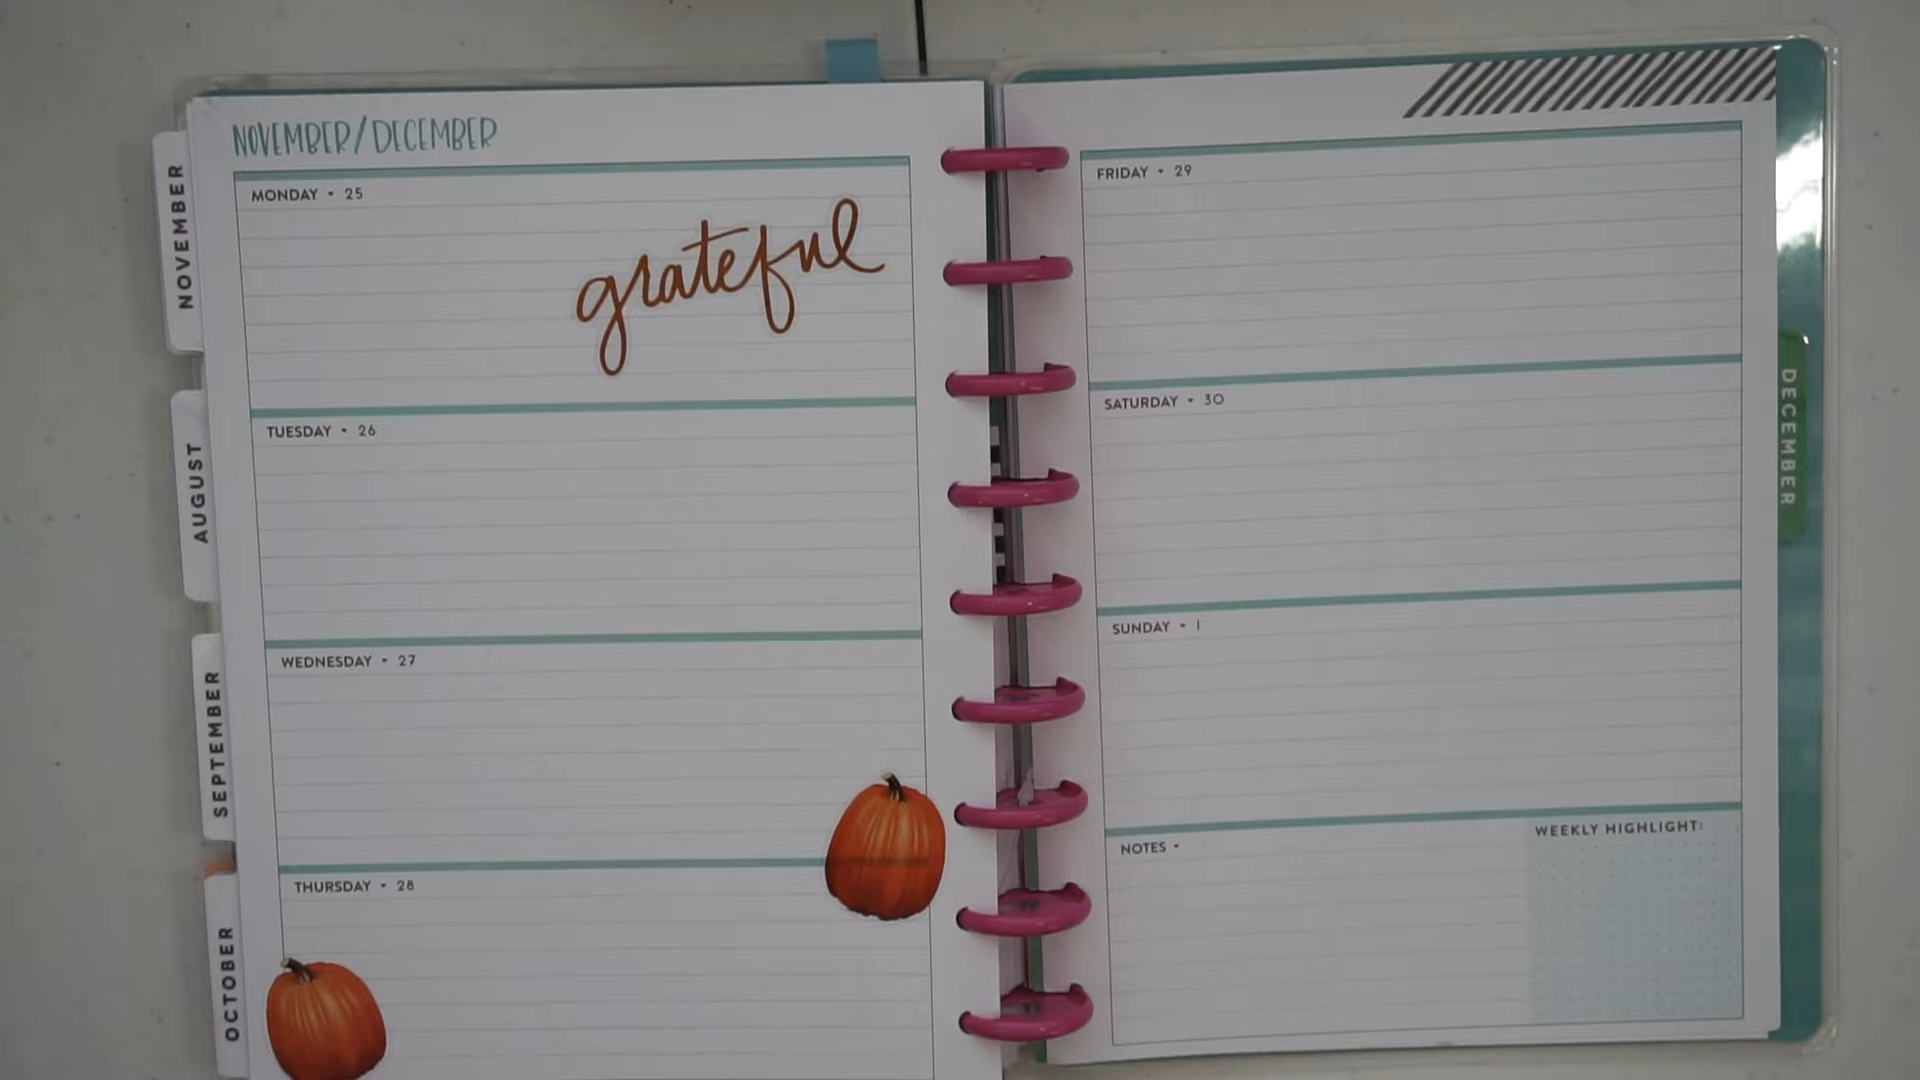 NOVEMBER/DECEMBER
MONDAY • 25
grateful
TUESDAY • 26
WEDNESDAY • 27
THURSDAY • 28
FRIDAY • 29
SATURDAY • 30
SUNDAY • 1
NOTES •
WEEKLY HIGHLIGHT:
NOVEMBER
AUGUST
SEPTEMBER
OCTOBER
DECEMBER